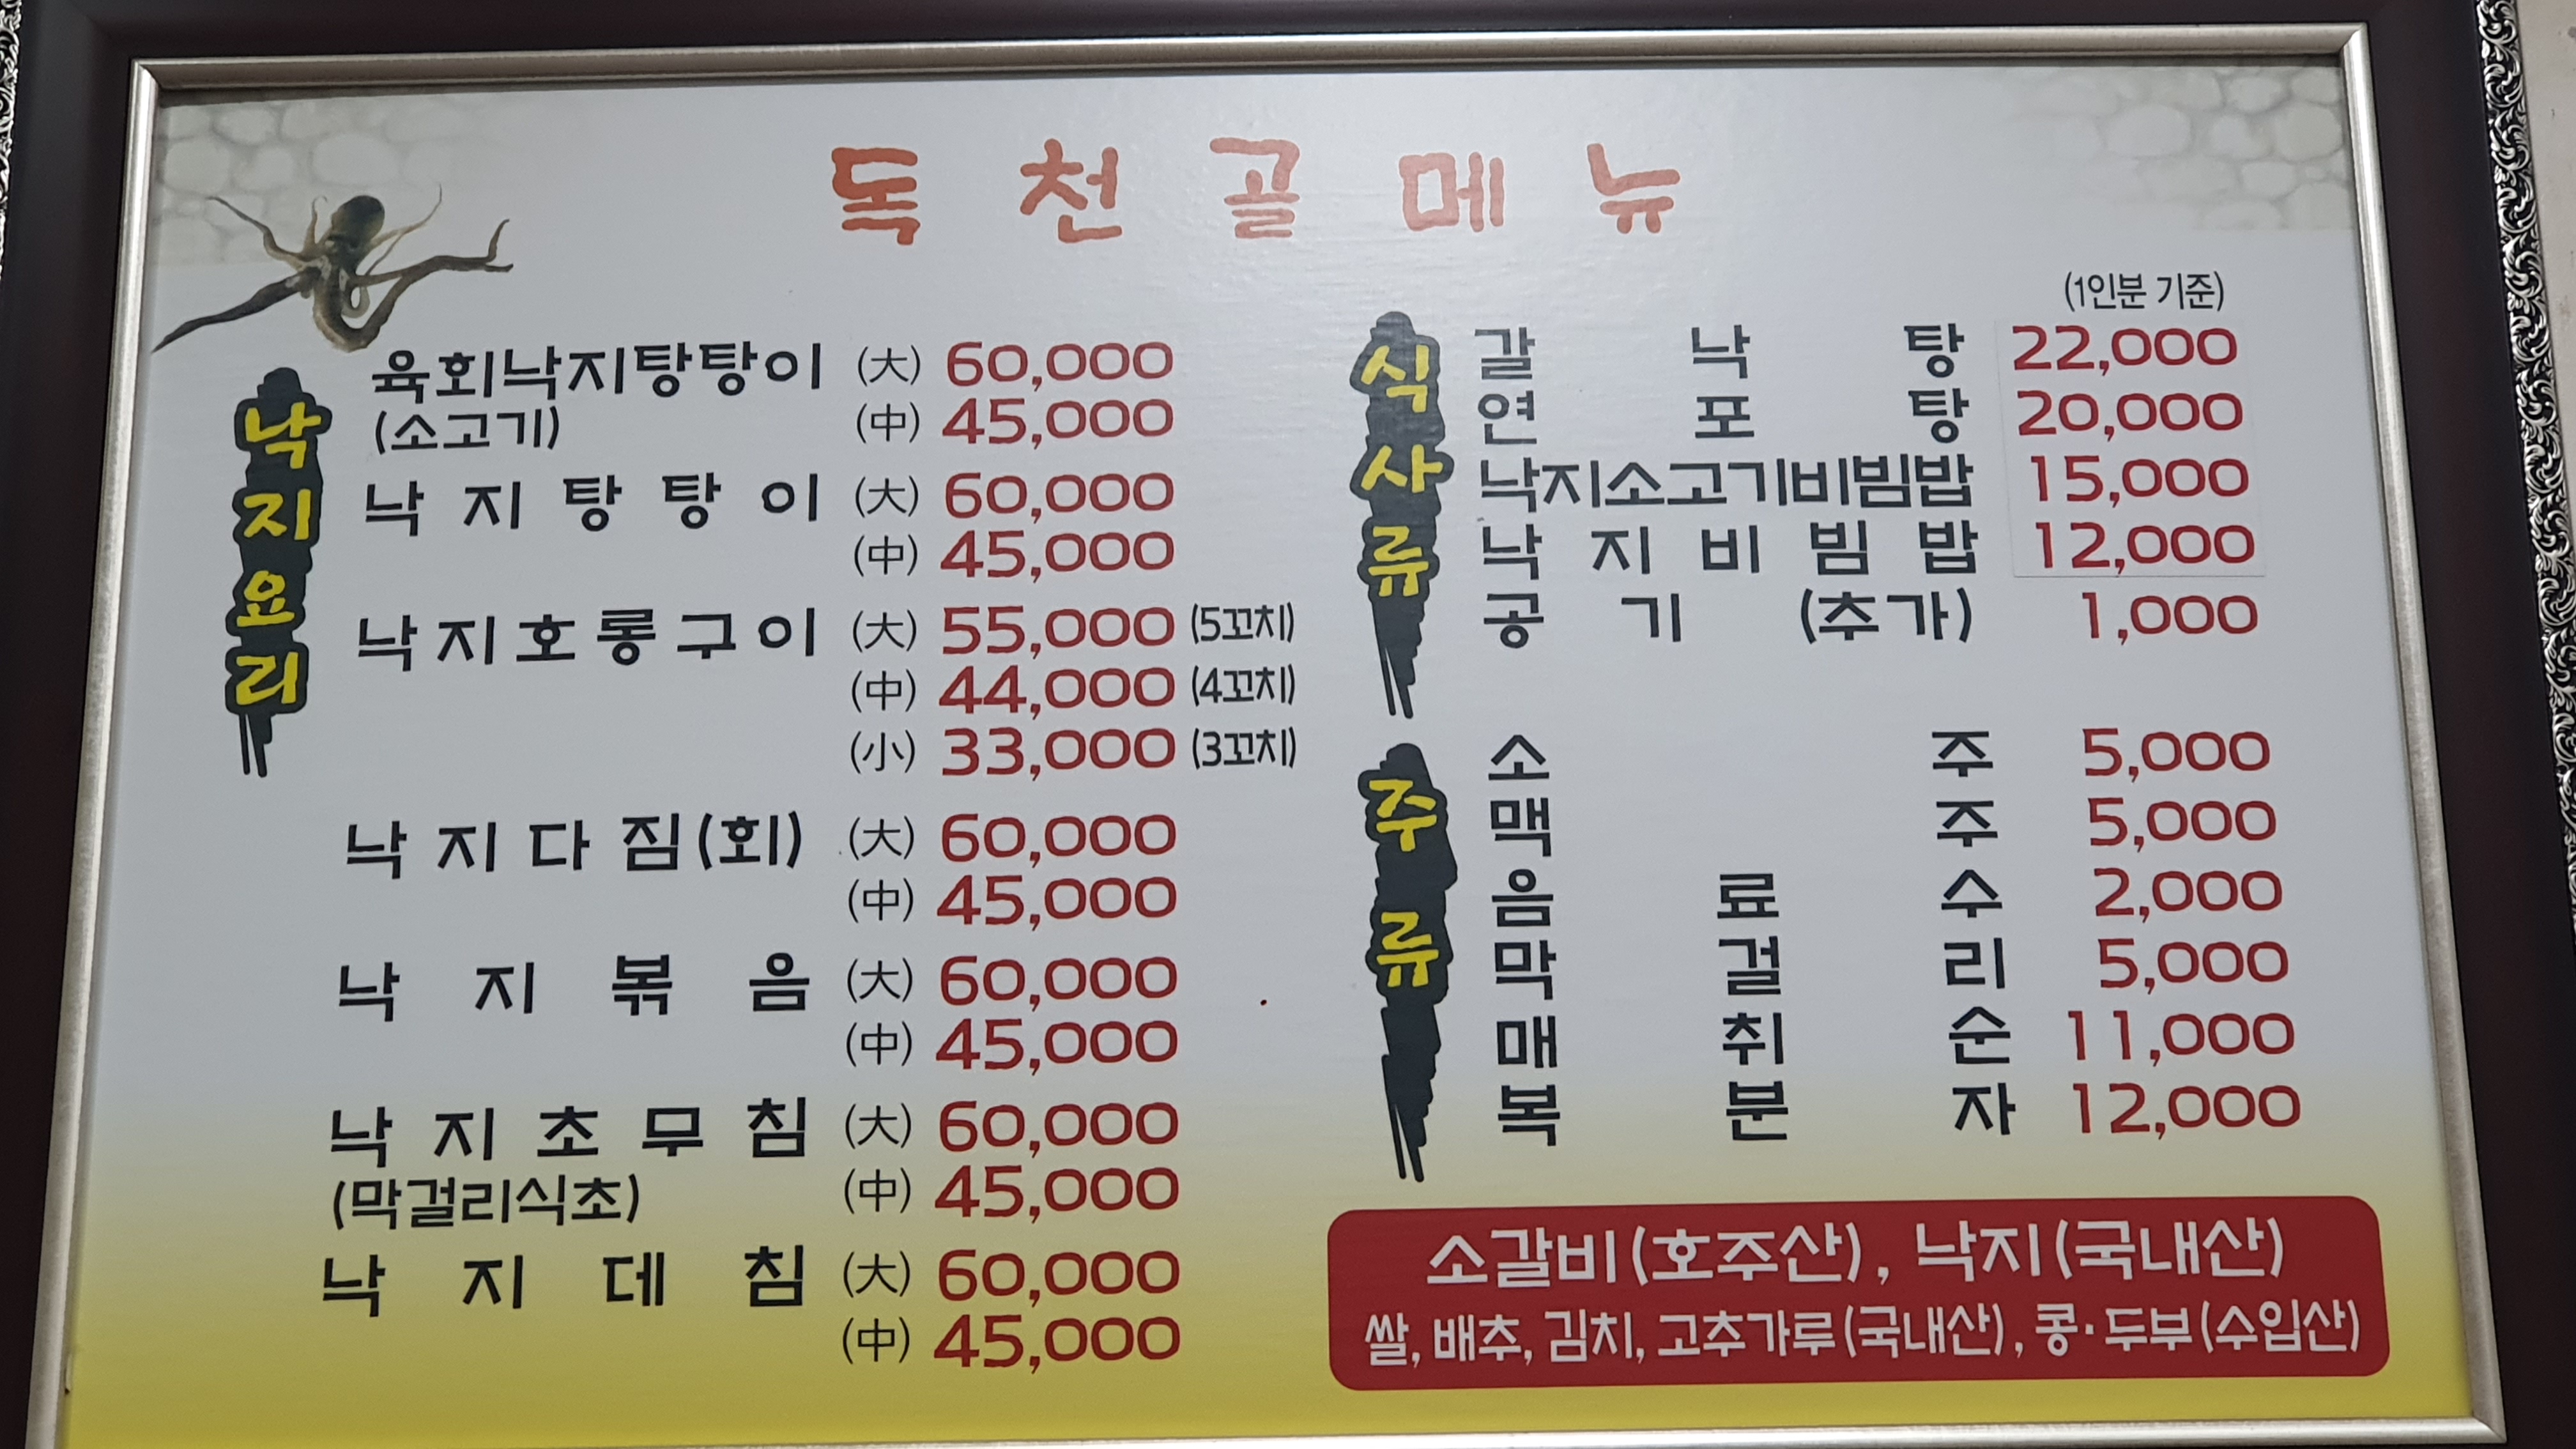 독천골메뉴
낙지요리
육회낙지탕탕이 (大) 60,000
(소고기) (中) 45,000
낙지탕탕이 (大) 60,000
(中) 45,000
낙지호롱구이 (大) 55,000 (5꼬치)
(中) 44,000 (4꼬치)
(小) 33,000 (3꼬치)
낙지다짐(회) (大) 60,000
(中) 45,000
낙지볶음 (大) 60,000
(中) 45,000
낙지초무침 (大) 60,000
(막걸리식초) (中) 45,000
낙지데침 (大) 60,000
(中) 45,000
식사류
(1인분 기준)
갈낙탕 22,000
연포탕 20,000
낙지소고기비빔밥 15,000
낙지비빔밥 12,000
공기 (추가) 1,000
주류
소주 5,000
맥주 5,000
음료수 2,000
막걸리 5,000
매취순 11,000
복분자 12,000
소갈비(호주산), 낙지(국내산)
쌀, 배추, 김치, 고추가루(국내산), 콩·두부(수입산)